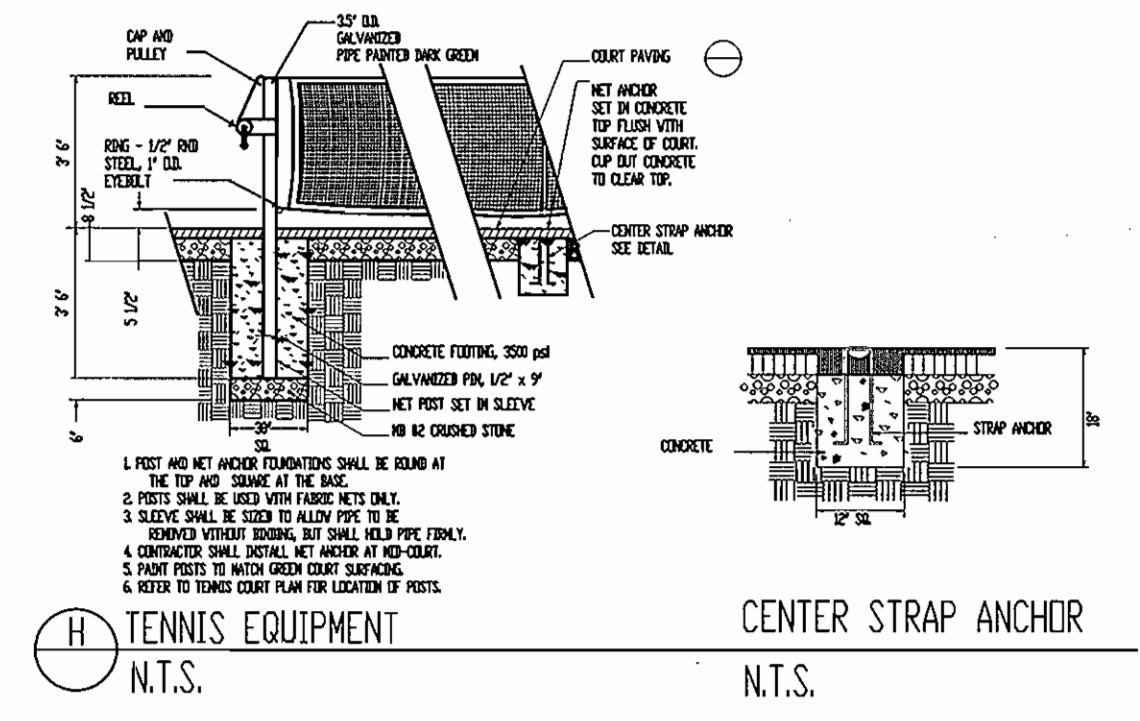 CAP AND
PULLEY
3.5" O.D.
GALVANIZED
PIPE PAINTED DARK GREEN
COURT PAVING
REEL
NET ANCHOR
SET IN CONCRETE
TOP FLUSH WITH
SURFACE OF COURT.
CUP OUT CONCRETE
TO CLEAR TOP.
RING - 1/2" RND
STEEL, 1" O.D.
EYEBOLT
3' 6"
8 1/2"
CENTER STRAP ANCHOR
SEE DETAIL
3' 6"
5 1/2"
CONCRETE FOOTING, 3500 psi
GALVANIZED PIN, 1/2" x 9"
NET POST SET IN SLEEVE
NB #2 CRUSHED STONE
6"
30"
SQ.
1. POST AND NET ANCHOR FOUNDATIONS SHALL BE ROUND AT
THE TOP AND SQUARE AT THE BASE.
2. POSTS SHALL BE USED WITH FABRIC NETS ONLY.
3. SLEEVE SHALL BE SIZED TO ALLOW PIPE TO BE
REMOVED WITHOUT BINDING, BUT SHALL HOLD PIPE FIRMLY.
4. CONTRACTOR SHALL INSTALL NET ANCHOR AT MID-COURT.
5. PAINT POSTS TO MATCH GREEN COURT SURFACING.
6. REFER TO TENNIS COURT PLAN FOR LOCATION OF POSTS.
CONCRETE
STRAP ANCHOR
18"
12" SQ.
H
TENNIS EQUIPMENT
N.T.S.
CENTER STRAP ANCHOR
N.T.S.